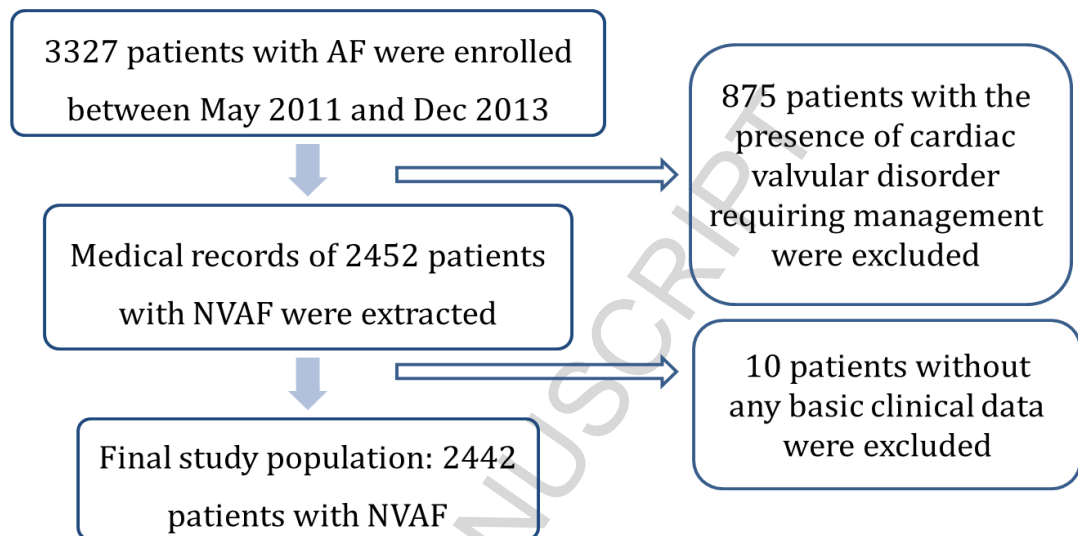 3327 patients with AF were enrolled
between May 2011 and Dec 2013
875 patients with the
presence of cardiac
valvular disorder
requiring management
were excluded
Medical records of 2452 patients
with NVAF were extracted
10 patients without
any basic clinical data
were excluded
Final study population: 2442
patients with NVAF
NUSCRIPT